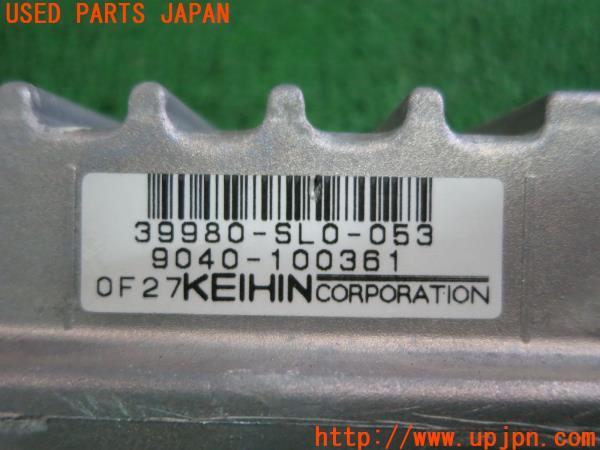 USED PARTS JAPAN
39980-SL0-053
9040-100361
0F27 KEIHIN CORPORATION
http://www.upjpn.com